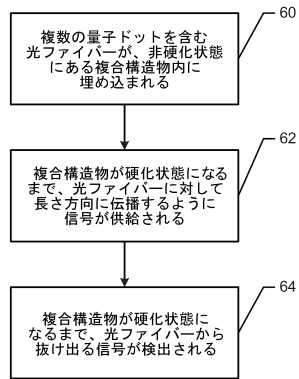 60
複数の量子ドットを含む
光ファイバーが、非硬化状態
にある複合構造物内に
埋め込まれる
62
複合構造物が硬化状態になる
まで、光ファイバーに対して
長さ方向に伝播するように
信号が供給される
64
複合構造物が硬化状態に
なるまで、光ファイバーから
抜け出る信号が検出される